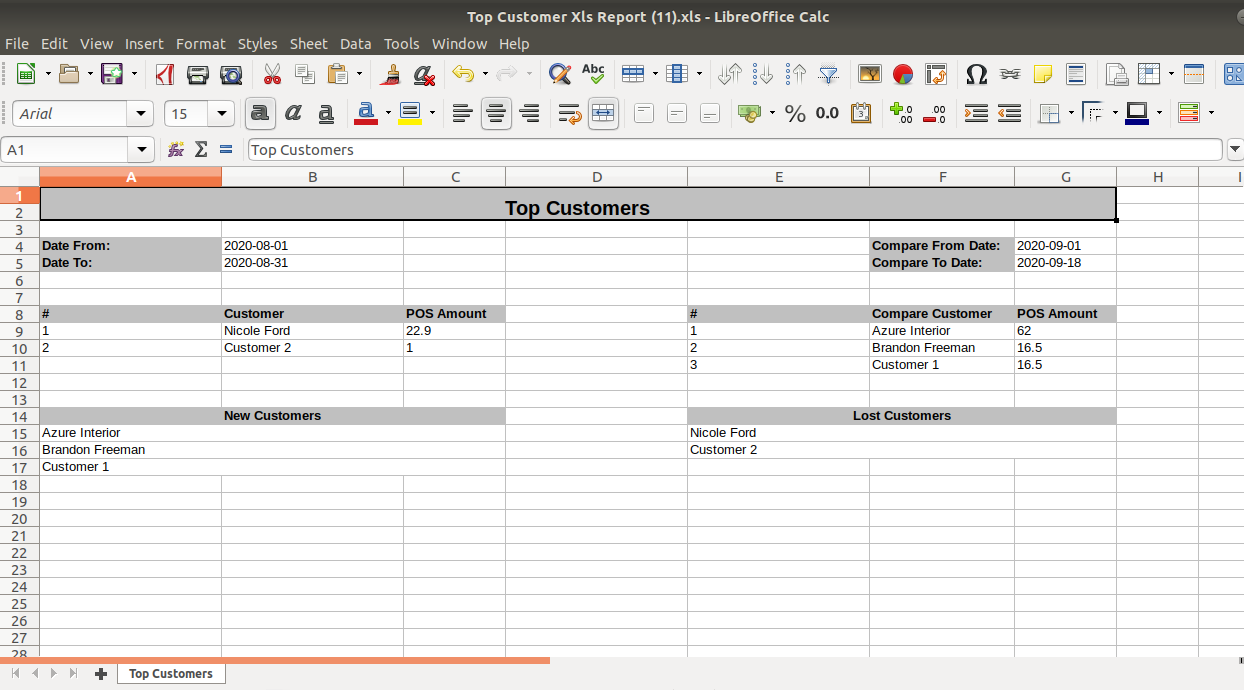 Top Customer Xls Report (11).xls - LibreOffice Calc
File Edit View Insert Format Styles Sheet Data Tools Window Help
Abc
Arial 15 a a a a % 0.0
A1 Top Customers
A B C D E F G H I
1
Top Customers
2
3
4 Date From: 2020-08-01 Compare From Date: 2020-09-01
5 Date To: 2020-08-31 Compare To Date: 2020-09-18
6
7
8 # Customer POS Amount # Compare Customer POS Amount
9 1 Nicole Ford 22.9 1 Azure Interior 62
10 2 Customer 2 1 2 Brandon Freeman 16.5
11 3 Customer 1 16.5
12
13
14 New Customers Lost Customers
15 Azure Interior Nicole Ford
16 Brandon Freeman Customer 2
17 Customer 1
18
19
20
21
22
23
24
25
26
27
28
Top Customers